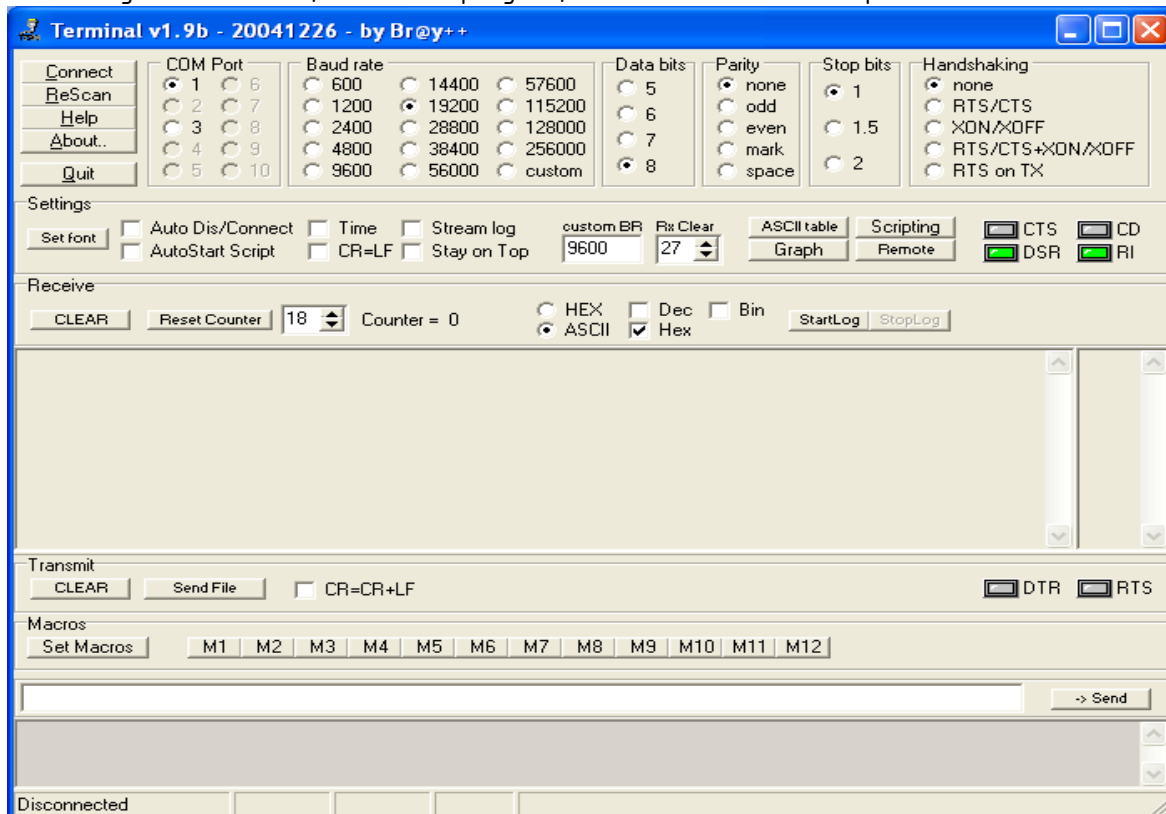 Terminal v1.9b - 20041226 - by Br@y++
Connect
ReScan
Help
About..
Quit
COM Port
1 6
2 7
3 8
4 9
5 10
Baud rate
600 14400 57600
1200 19200 115200
2400 28800 128000
4800 38400 256000
9600 56000 custom
Data bits
5
6
7
8
Parity
none
odd
even
mark
space
Stop bits
1
1.5
2
Handshaking
none
RTS/CTS
XON/XOFF
RTS/CTS+XON/XOFF
RTS on TX
Settings
Set font
Auto Dis/Connect Time Stream log
AutoStart Script CR=LF Stay on Top
custom BR Rx Clear
9600 27
ASCII table Scripting
Graph Remote
CTS CD
DSR RI
Receive
CLEAR Reset Counter 18 Counter = 0
HEX Dec Bin
ASCII Hex
StartLog StopLog
Transmit
CLEAR Send File CR=CR+LF DTR RTS
Macros
Set Macros M1 M2 M3 M4 M5 M6 M7 M8 M9 M10 M11 M12
-> Send
Disconnected